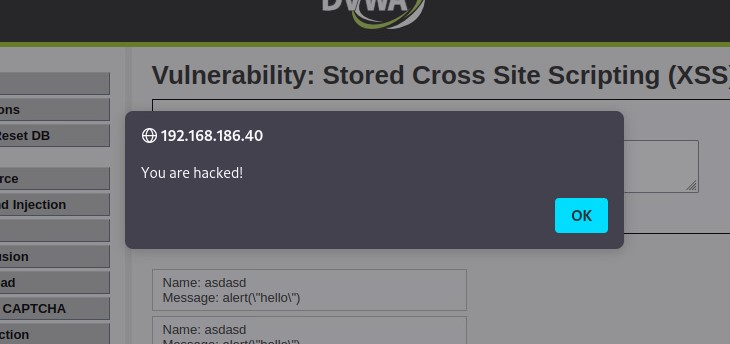 DVWA
Vulnerability: Stored Cross Site Scripting (XSS)
ons
Reset DB
192.168.186.40
You are hacked!
rce
nd Injection
OK
usion
ad
Name: asdasd
Message: alert(\"hello\")
CAPTCHA
ction
Name: asdasd
Message: alert(\"hello\")